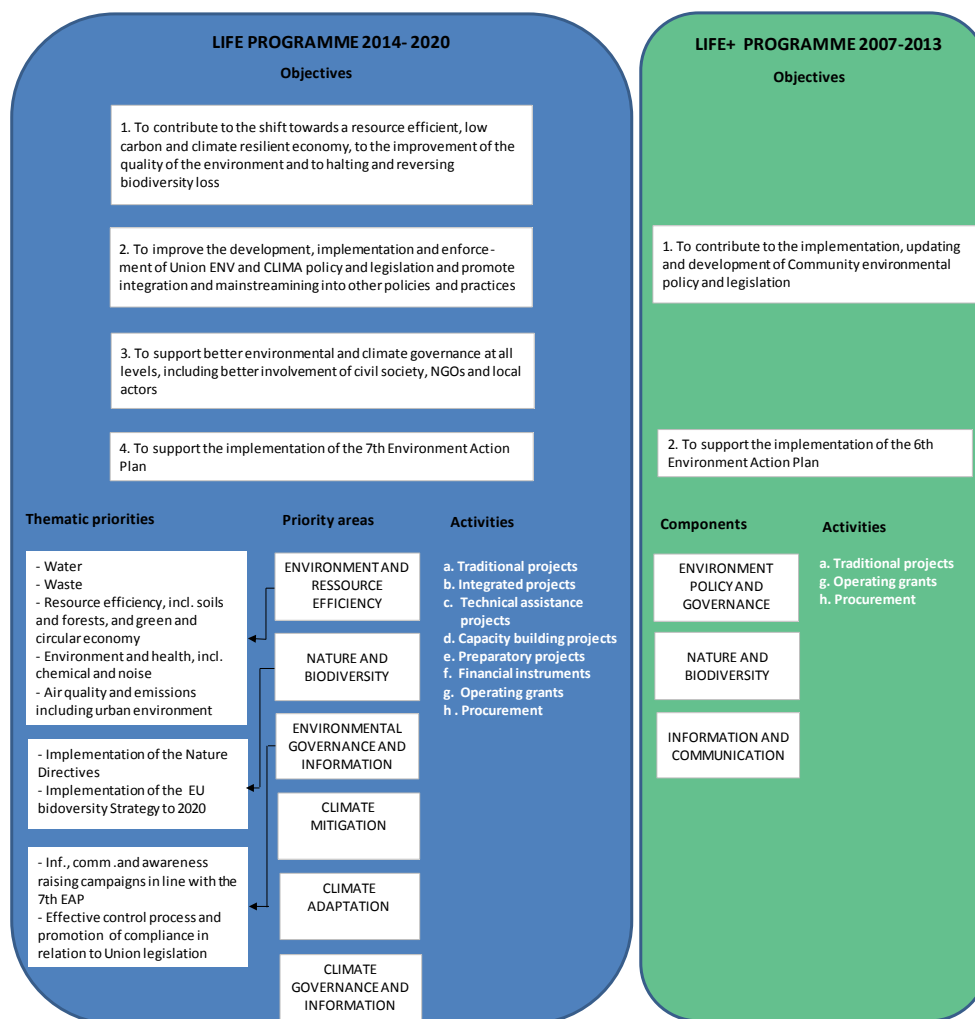 LIFE PROGRAMME 2014- 2020
Objectives
1. To contribute to the shift towards a resource efficient, low
carbon and climate resilient economy, to the improvement of the
quality of the environment and to halting and reversing
biodiversity loss
2. To improve the development, implementation and enforce-
ment of Union ENV and CLIMA policy and legislation and promote
integration and mainstreamining into other policies and practices
3. To support better environmental and climate governance at all
levels, including better involvement of civil society, NGOs and local
actors
4. To support the implementation of the 7th Environment Action
Plan
Thematic priorities
- Water
- Waste
- Resource efficiency, incl. soils
and forests, and green and
circular economy
- Environment and health, incl.
chemical and noise
- Air quality and emissions
including urban environment
- Implementation of the Nature
Directives
- Implementation of the EU
bidoversity Strategy to 2020
- Inf., comm .and awareness
raising campaigns in line with the
7th EAP
- Effective control process and
promotion of compliance in
relation to Union legislation
Priority areas
ENVIRONMENT AND
RESSOURCE
EFFICIENCY
NATURE AND
BIODIVERSITY
ENVIRONMENTAL
GOVERNANCE AND
INFORMATION
CLIMATE
MITIGATION
CLIMATE
ADAPTATION
CLIMATE
GOVERNANCE AND
INFORMATION
Activities
a. Traditional projects
b. Integrated projects
c. Technical assistance
projects
d. Capacity building projects
e. Preparatory projects
f. Financial instruments
g. Operating grants
h . Procurement
LIFE+ PROGRAMME 2007-2013
Objectives
1. To contribute to the implementation, updating
and development of Community environmental
policy and legislation
2. To support the implementation of the 6th
Environment Action Plan
Components
ENVIRONMENT
POLICY AND
GOVERNANCE
NATURE AND
BIODIVERSITY
INFORMATION AND
COMMUNICATION
Activities
a. Traditional projects
g. Operating grants
h. Procurement